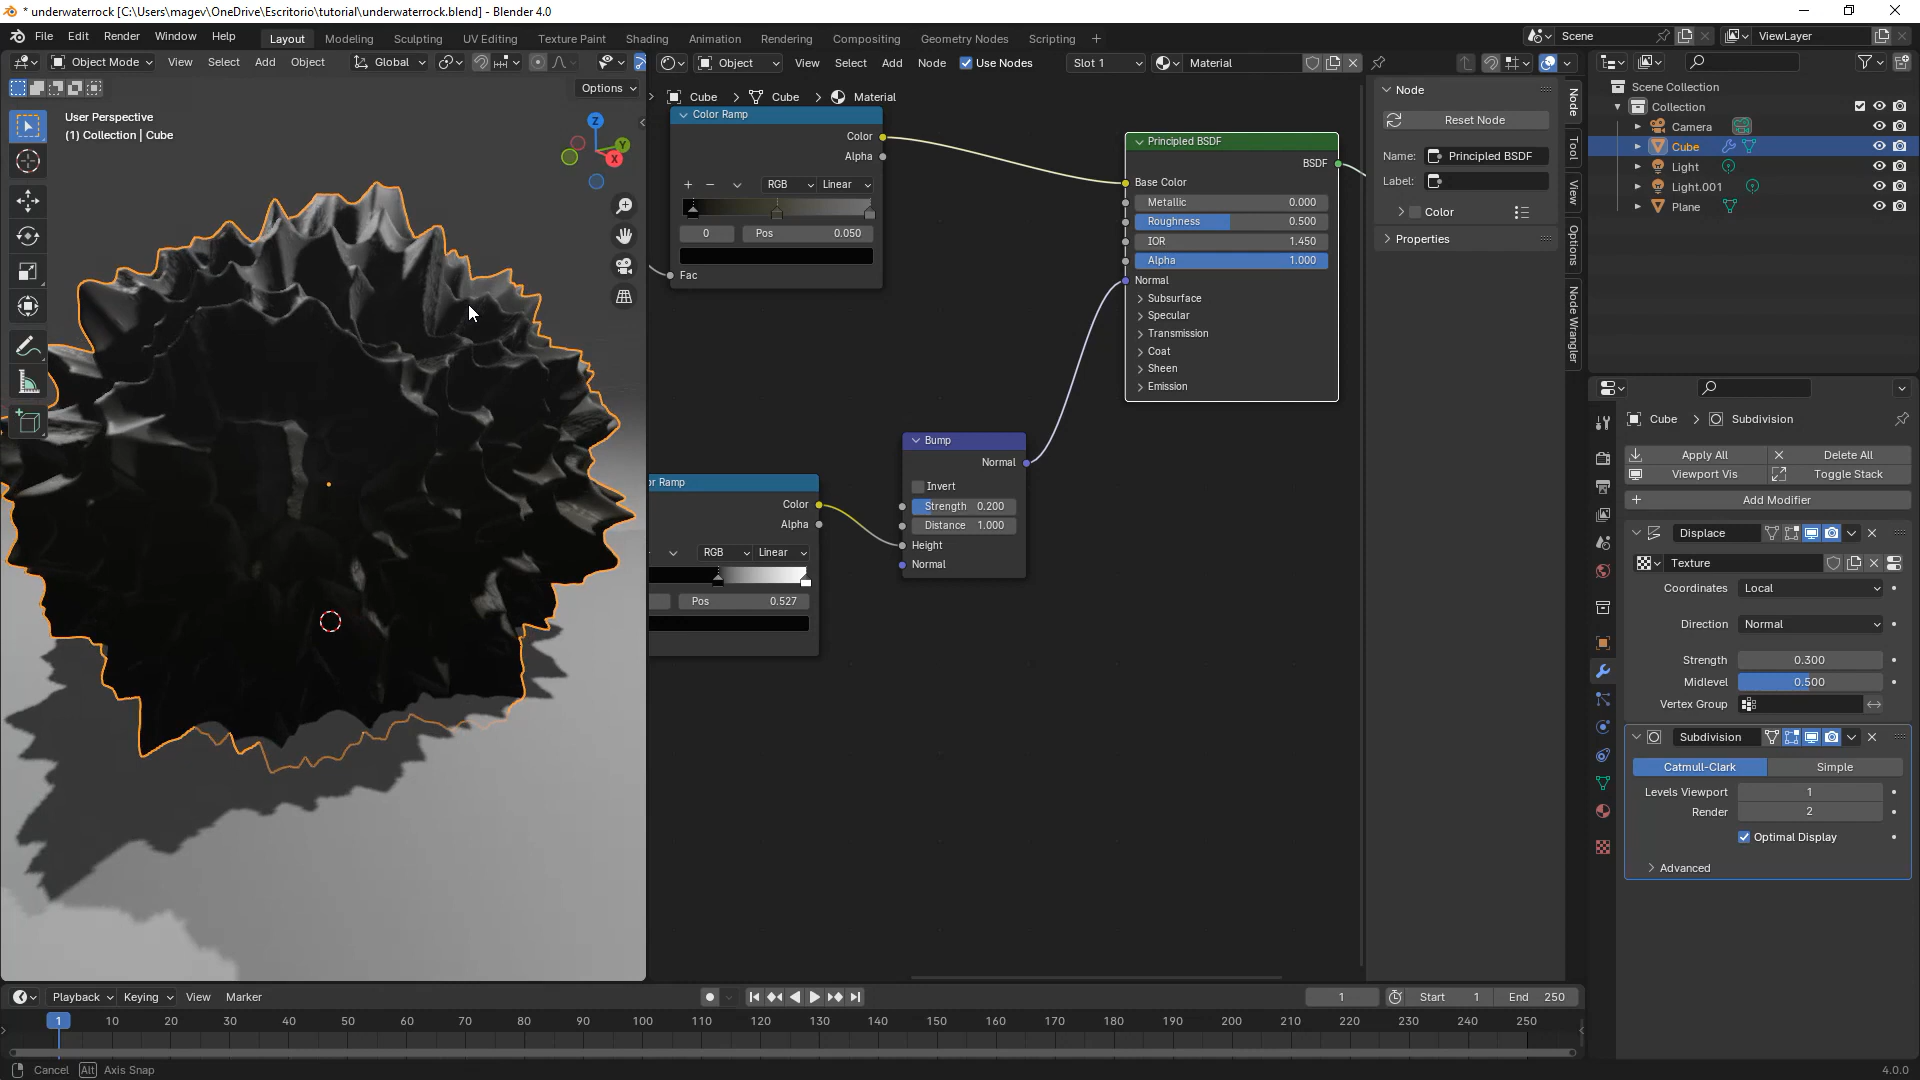 * underwaterrock [C:\Users\magev\OneDrive\Escritorio\tutorial\underwaterrock.blend] - Blender 4.0
File Edit Render Window Help
Layout Modeling Sculpting UV Editing Texture Paint Shading Animation Rendering Compositing Geometry Nodes Scripting +
Scene
ViewLayer
Object Mode View Select Add Object Global
Object View Select Add Node Use Nodes Slot 1 Material
Options
User Perspective
(1) Collection | Cube
Z
Y
X
Cube > Cube > Material
Color Ramp
Color
Alpha
RGB Linear
0 Pos 0.050
Fac
Principled BSDF
BSDF
Base Color
Metallic 0.000
Roughness 0.500
IOR 1.450
Alpha 1.000
Normal
Subsurface
Specular
Transmission
Coat
Sheen
Emission
Bump
Normal
Invert
Strength 0.200
Distance 1.000
Height
Normal
or Ramp
Color
Alpha
RGB Linear
Pos 0.527
Node
Reset Node
Name: Principled BSDF
Label:
Color
Properties
Node
Tool
View
Options
Node Wrangler
Scene Collection
Collection
Camera
Cube
Light
Light.001
Plane
Cube > Subdivision
Apply All Delete All
Viewport Vis Toggle Stack
Add Modifier
Displace
Texture
Coordinates Local
Direction Normal
Strength 0.300
Midlevel 0.500
Vertex Group
Subdivision
Catmull-Clark Simple
Levels Viewport 1
Render 2
Optimal Display
Advanced
Playback Keying View Marker
1 Start 1 End 250
1 10 20 30 40 50 60 70 80 90 100 110 120 130 140 150 160 170 180 190 200 210 220 230 240 250
Cancel Alt Axis Snap
4.0.0